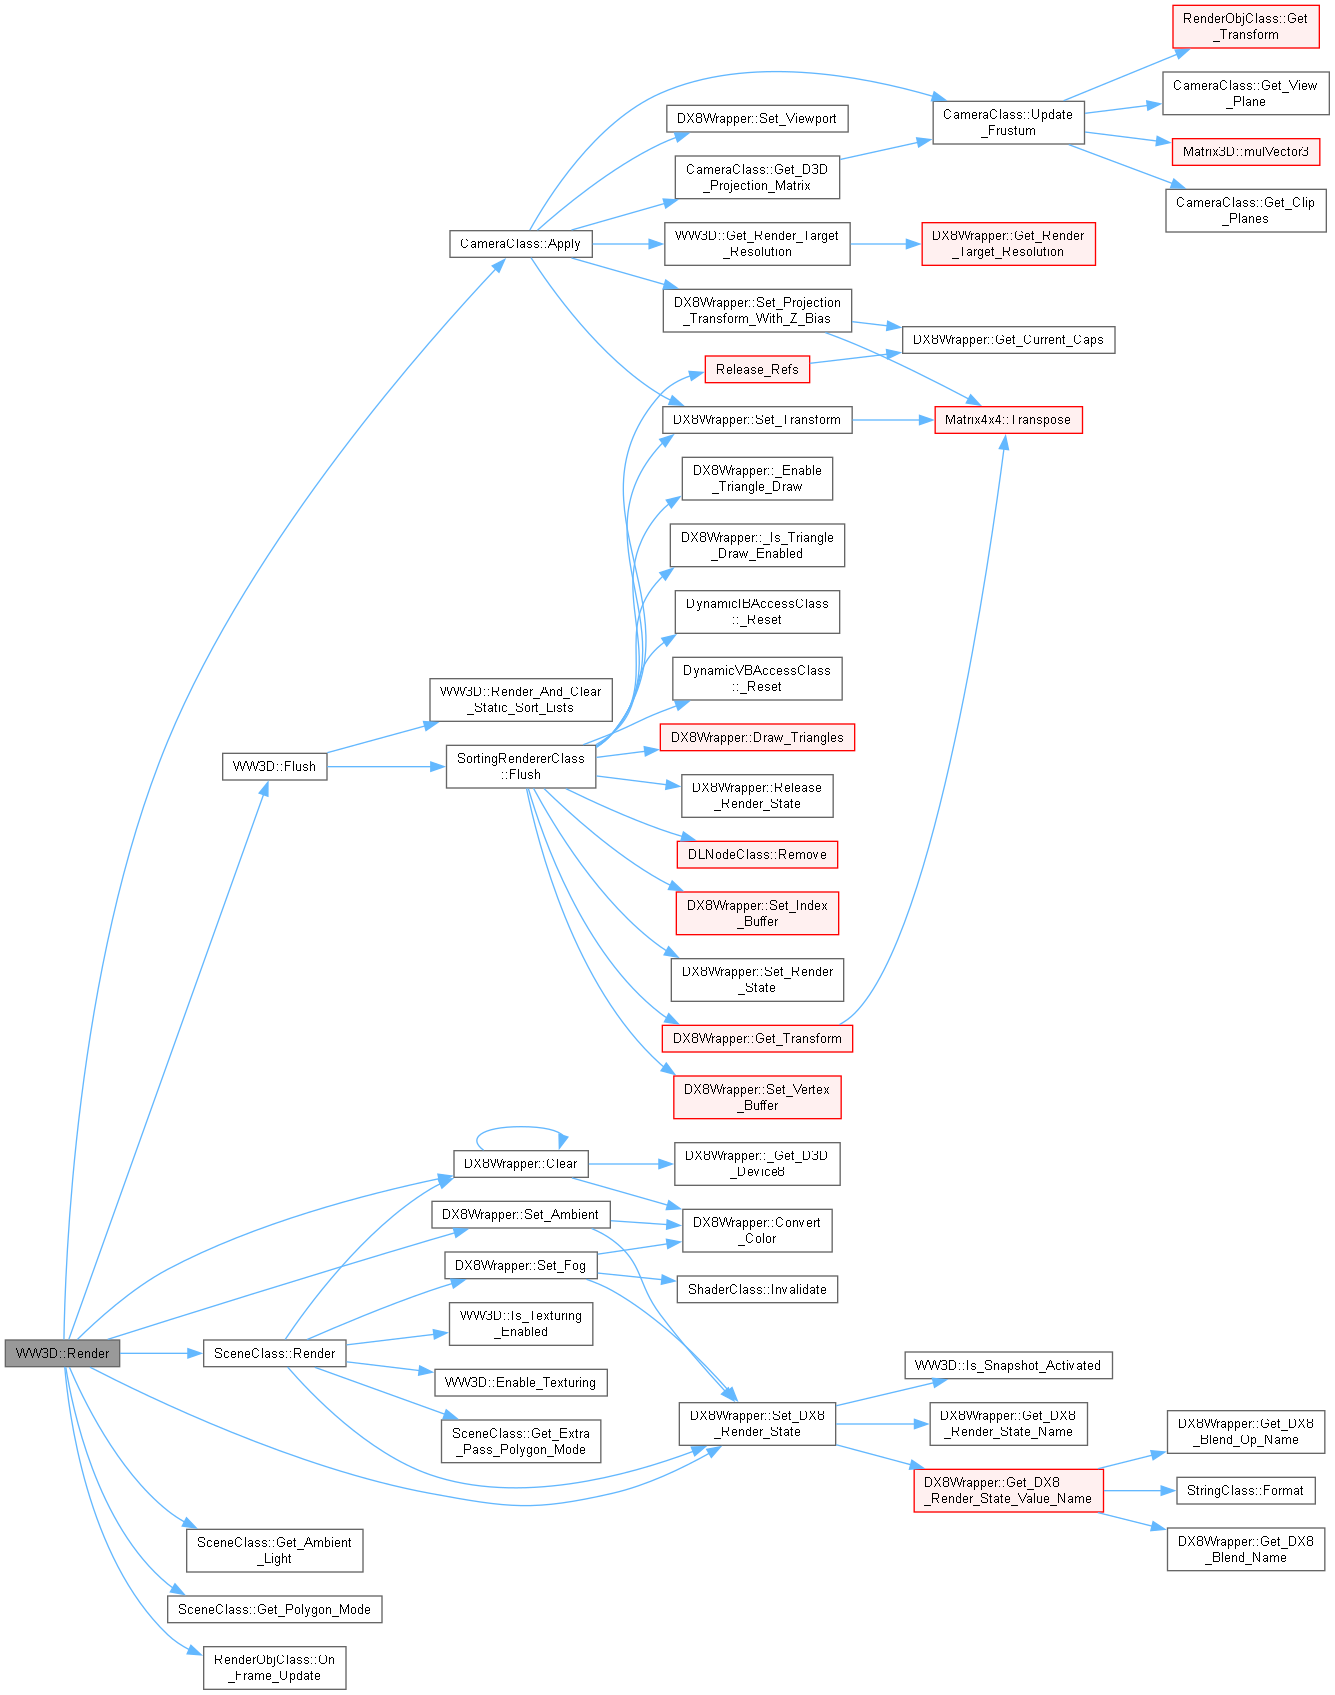 RenderObjClass::Get
_Transform
CameraClass::Get_View
_Plane
CameraClass::Update
_Frustum
DX8Wrapper::Set_Viewport
Matrix3D::mulVector3
CameraClass::Get_D3D
_Projection_Matrix
CameraClass::Get_Clip
_Planes
CameraClass::Apply
WW3D::Get_Render_Target
_Resolution
DX8Wrapper::Get_Render
_Target_Resolution
DX8Wrapper::Set_Projection
_Transform_With_Z_Bias
DX8Wrapper::Get_Current_Caps
Release_Refs
DX8Wrapper::Set_Transform
Matrix4x4::Transpose
DX8Wrapper::_Enable
_Triangle_Draw
DX8Wrapper::_Is_Triangle
_Draw_Enabled
DynamicIBAccessClass
::_Reset
DynamicVBAccessClass
::_Reset
WW3D::Render_And_Clear
_Static_Sort_Lists
DX8Wrapper::Draw_Triangles
WW3D::Flush
SortingRendererClass
::Flush
DX8Wrapper::Release
_Render_State
DLNodeClass::Remove
DX8Wrapper::Set_Index
_Buffer
DX8Wrapper::Set_Render
_State
DX8Wrapper::Get_Transform
DX8Wrapper::Set_Vertex
_Buffer
DX8Wrapper::Clear
DX8Wrapper::_Get_D3D
_Device8
DX8Wrapper::Set_Ambient
DX8Wrapper::Convert
_Color
DX8Wrapper::Set_Fog
ShaderClass::Invalidate
WW3D::Is_Texturing
_Enabled
WW3D::Render
SceneClass::Render
WW3D::Enable_Texturing
WW3D::Is_Snapshot_Activated
SceneClass::Get_Extra
_Pass_Polygon_Mode
DX8Wrapper::Set_DX8
_Render_State
DX8Wrapper::Get_DX8
_Render_State_Name
DX8Wrapper::Get_DX8
_Blend_Op_Name
DX8Wrapper::Get_DX8
_Render_State_Value_Name
StringClass::Format
SceneClass::Get_Ambient
_Light
DX8Wrapper::Get_DX8
_Blend_Name
SceneClass::Get_Polygon_Mode
RenderObjClass::On
_Frame_Update